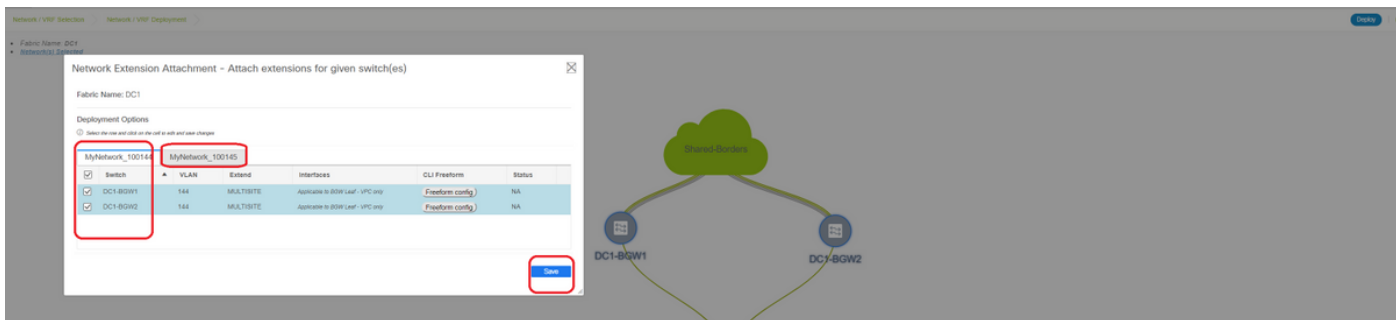 Network / VRF Selection
Network / VRF Deployment
Deploy
Fabric Name: DC1
Network(s) Selected
Network Extension Attachment - Attach extensions for given switch(es)
Fabric Name: DC1
Deployment Options
Select the row and click on the cell to edit and save changes
MyNetwork_100144
MyNetwork_100145
Switch VLAN Extend Interfaces CLI Freeform Status
DC1-BGW1 144 MULTISITE Applicable to BGW Leaf - VPC only Freeform config NA
DC1-BGW2 144 MULTISITE Applicable to BGW Leaf - VPC only Freeform config NA
Save
Shared-Borders
DC1-BGW1
DC1-BGW2